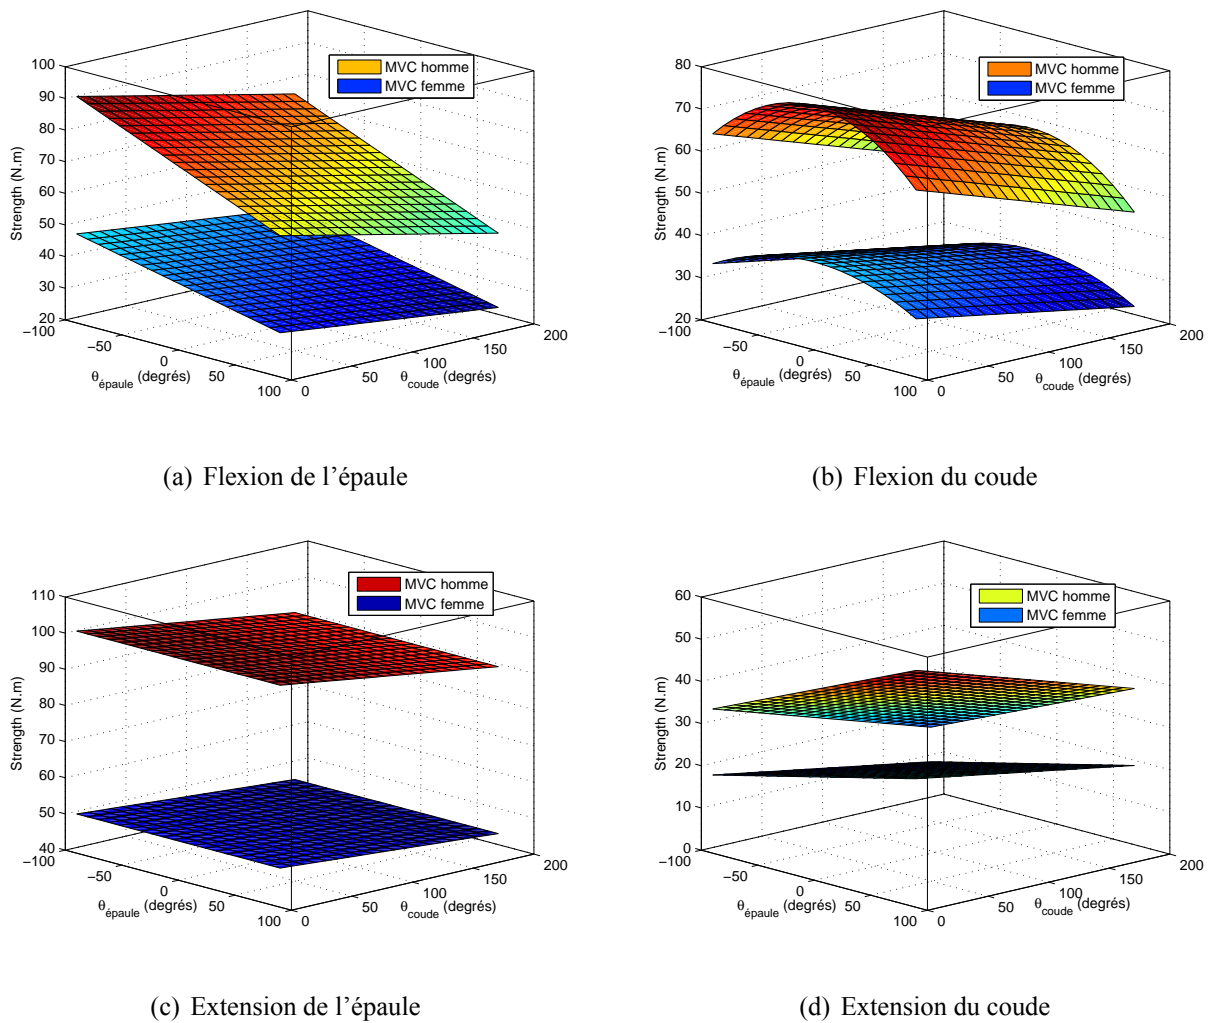 100
90
80
70
60
50
40
30
20
Strength (N.m)
−100
−50
0
50
100
θépaule (degrés)
0
50
100
150
200
θcoude (degrés)
MVC homme
MVC femme
(a) Flexion de l’épaule
80
70
60
50
40
30
20
Strength (N.m)
−100
−50
0
50
100
θépaule (degrés)
0
50
100
150
200
θcoude (degrés)
MVC homme
MVC femme
(b) Flexion du coude
110
100
90
80
70
60
50
40
Strength (N.m)
−100
−50
0
50
100
θépaule (degrés)
0
50
100
150
200
θcoude (degrés)
MVC homme
MVC femme
(c) Extension de l’épaule
60
50
40
30
20
10
0
Strength (N.m)
−100
−50
0
50
100
θépaule (degrés)
0
50
100
150
200
θcoude (degrés)
MVC homme
MVC femme
(d) Extension du coude